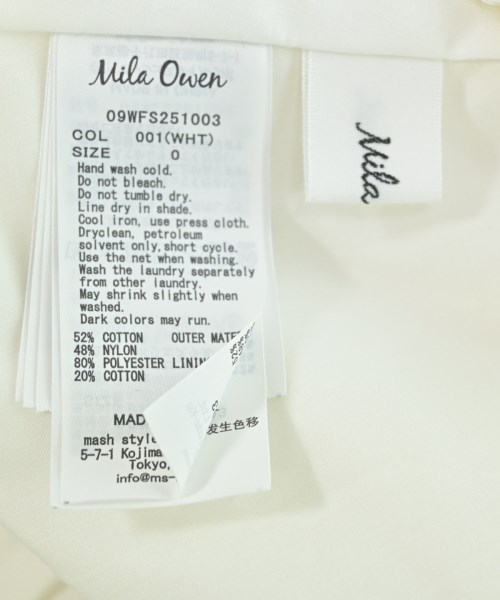 Mila Owen
09WFS251003
COL 001(WHT)
SIZE 0
Hand wash cold.
Do not bleach.
Do not tumble dry.
Line dry in shade.
Cool iron, use press cloth.
Dryclean, petroleum
solvent only,short cycle.
Use the net when washing.
Wash the laundry separately
from other laundry.
May shrink slightly when
washed.
Dark colors may run.
52% COTTON OUTER MATE
48% NYLON
80% POLYESTER LININ
20% COTTON
MAD
mash style
5-7-1 Kojima
Tokyo,
info@ms-
发生色移
Mila